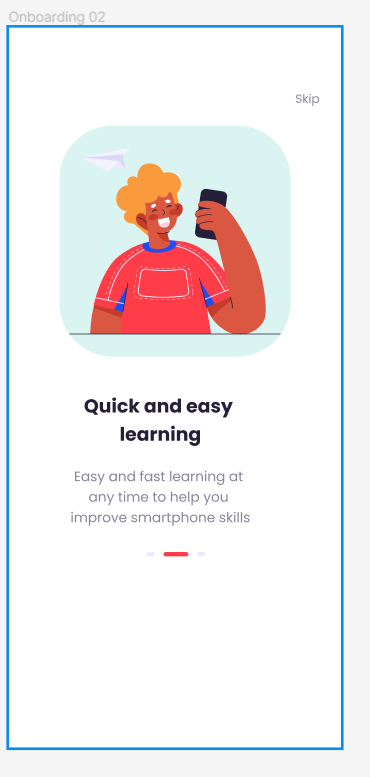 Onboarding 02
Skip
Quick and easy
learning
Easy and fast learning at
any time to help you
improve smartphone skills